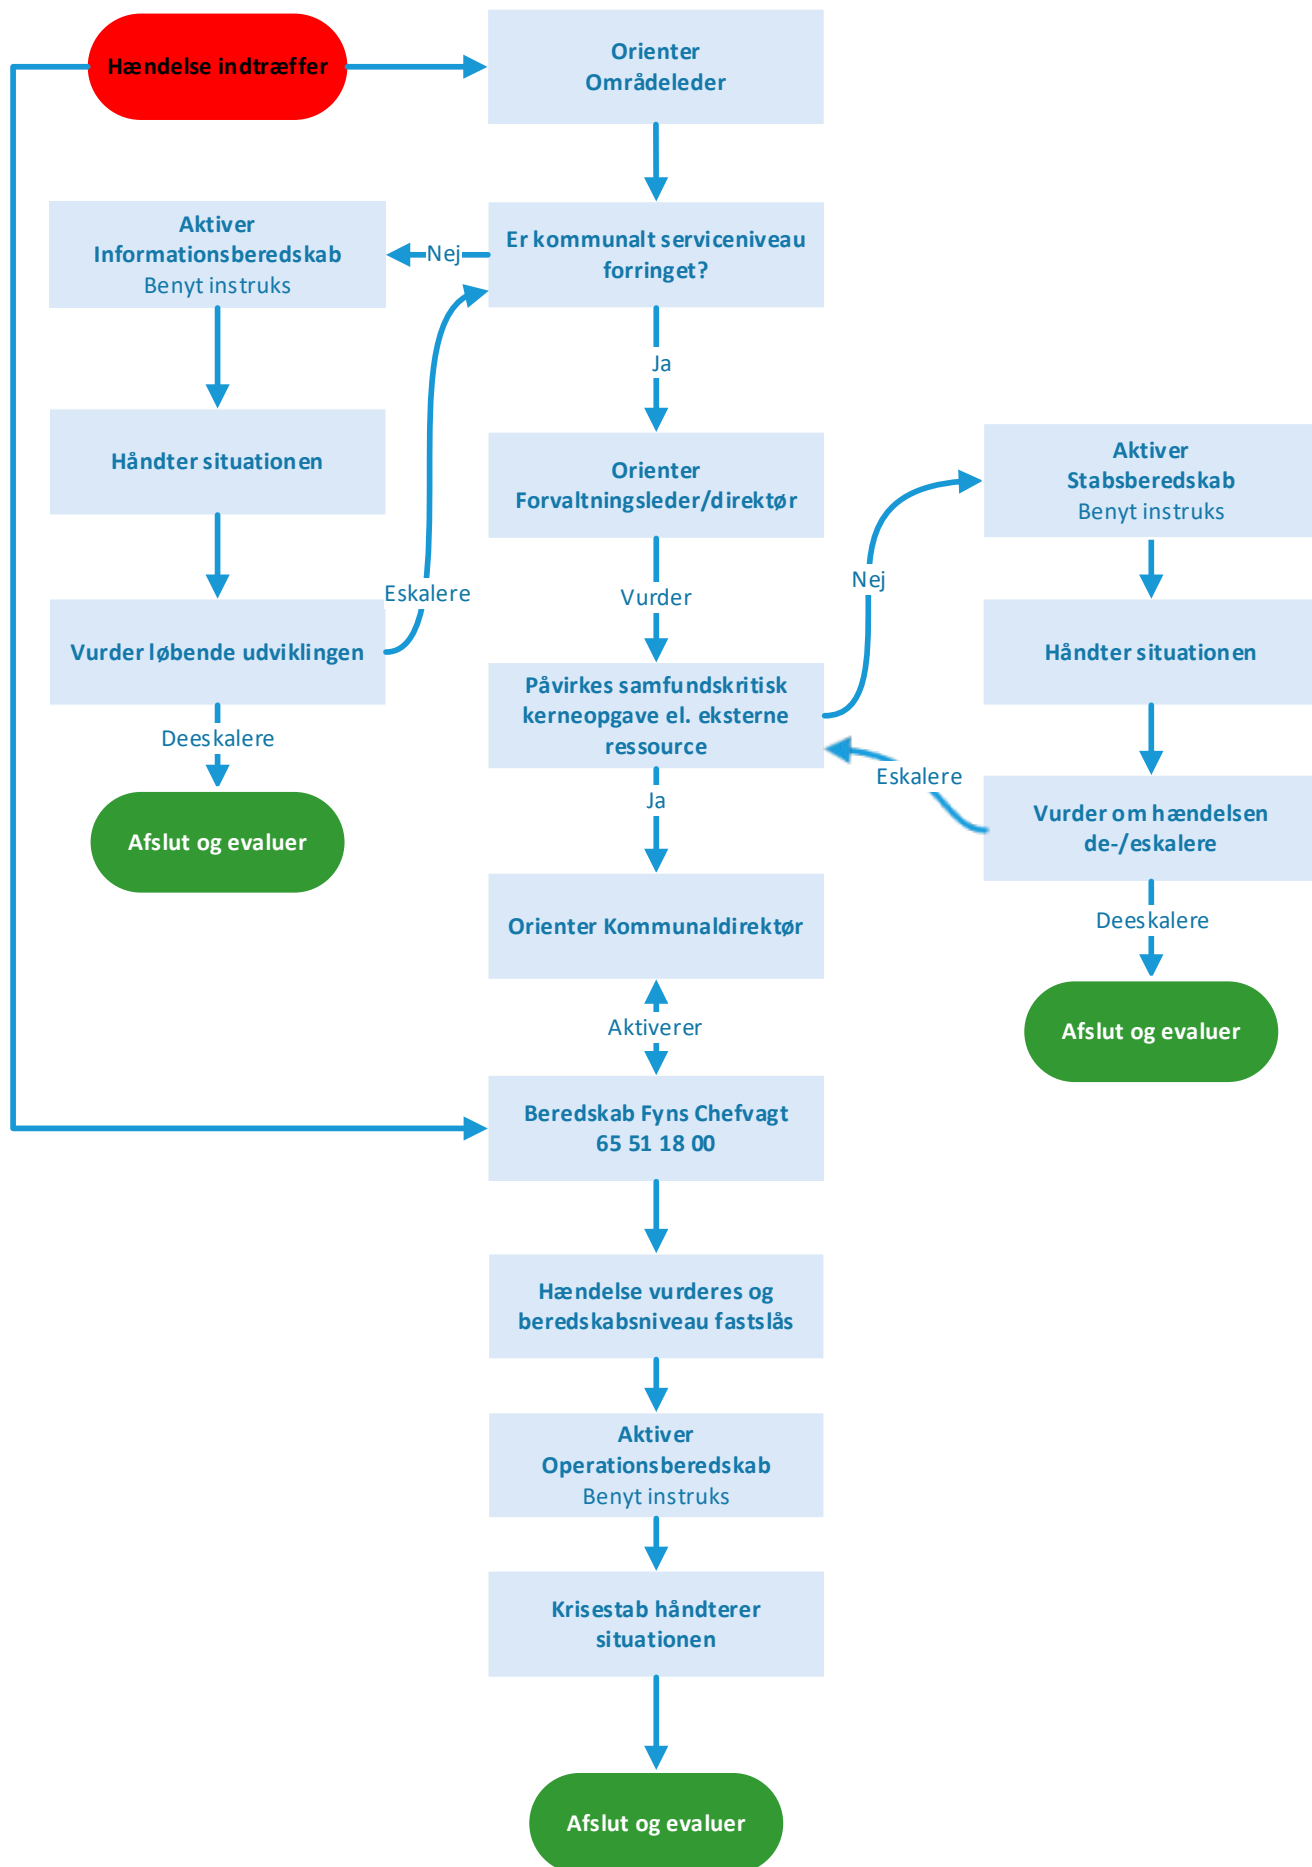 Hændelse indtræffer
Orienter
Områdeleder
Er kommunalt serviceniveau
forringet?
Nej
Aktiver
Informationsberedskab
Benyt instruks
Håndter situationen
Vurder løbende udviklingen
Eskalere
Deeskalere
Afslut og evaluer
Ja
Orienter
Forvaltningsleder/direktør
Vurder
Påvirkes samfundskritisk
kerneopgave el. eksterne
ressource
Nej
Aktiver
Stabsberedskab
Benyt instruks
Håndter situationen
Vurder om hændelsen
de-/eskalere
Eskalere
Deeskalere
Afslut og evaluer
Ja
Orienter Kommunaldirektør
Aktiverer
Beredskab Fyns Chefvagt
65 51 18 00
Hændelse vurderes og
beredskabsniveau fastslås
Aktiver
Operationsberedskab
Benyt instruks
Krisestab håndterer
situationen
Afslut og evaluer